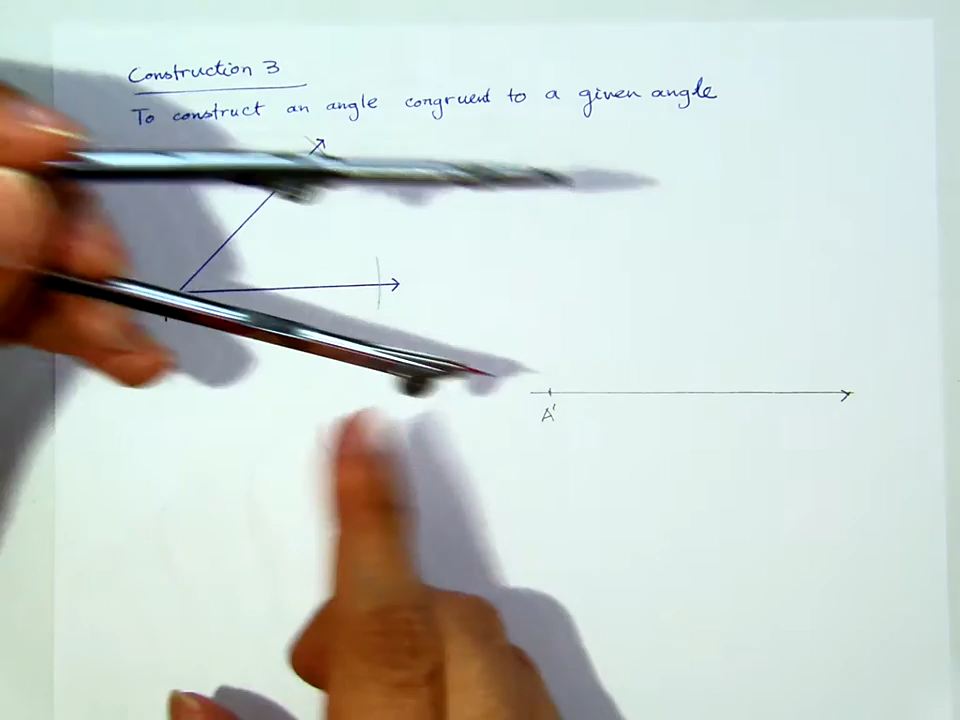 Construction 3
To construct an angle congruent to a given angle
A'